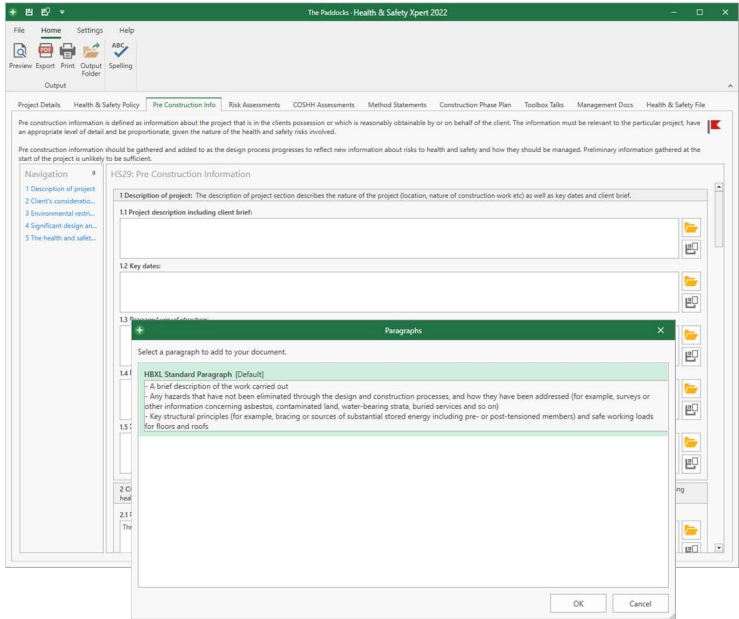 The Paddocks - Health & Safety Xpert 2022
File Home Settings Help
PDF
ABC
Preview Export Print Output Folder Spelling
Output
Project Details Health & Safety Policy Pre Construction Info Risk Assessments COSHH Assessments Method Statements Construction Phase Plan Toolbox Talks Management Docs Health & Safety File
Pre construction information is defined as information about the project that is in the clients possession or which is reasonably obtainable by or on behalf of the client. The information must be relevant to the particular project, have
an appropriate level of detail and be proportionate, given the nature of the health and safety risks involved.
Pre construction information should be gathered and added to as the design process progresses to reflect new information about risks to health and safety and how they should be managed. Preliminary information gathered at the
start of the project is unlikely to be sufficient.
Navigation
1 Description of project
2 Client's consideratio...
3 Environmental restri...
4 Significant design an...
5 The health and safet...
HS29: Pre Construction Information
1 Description of project: The description of project section describes the nature of the project (location, nature of construction work etc) as well as key dates and client brief.
1.1 Project description including client brief:
1.2 Key dates:
1.3
1.4
1.5
2
hea
ing
2.1
Thr
Paragraphs
Select a paragraph to add to your document.
HBXL Standard Paragraph [Default]
- A brief description of the work carried out
- Any hazards that have not been eliminated through the design and construction processes, and how they have been addressed (for example, surveys or
other information concerning asbestos, contaminated land, water-bearing strata, buried services and so on)
- Key structural principles (for example, bracing or sources of substantial stored energy including pre- or post-tensioned members) and safe working loads
for floors and roofs
OK Cancel